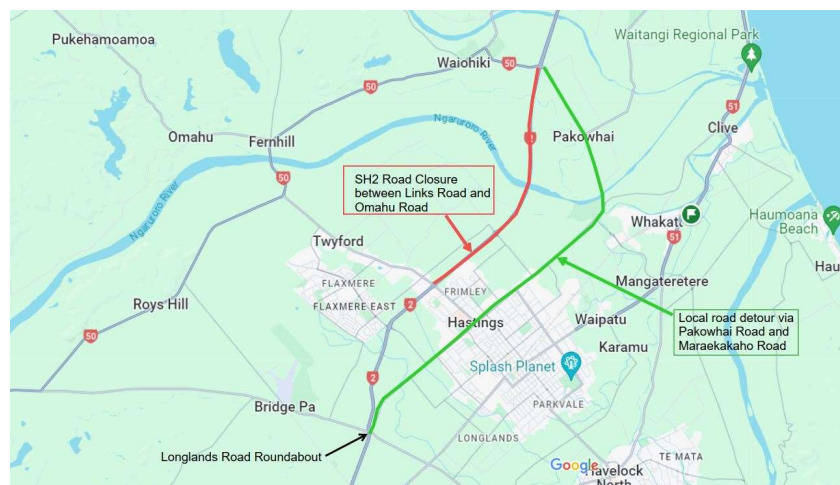 Waitangi Regional Park
Pukehamoamoa
Waiohiki
50
50
51
Clive
Omahu
Fernhill
Ngaruroro River
Pakowhai
50
SH2 Road Closure
between Links Road and
Omahu Road
Ngaruroro River
Whakatu
Haumoana
Beach
51
Hau
Twyford
Mangateretere
FLAXMERE
FRIMLEY
Roys Hill
FLAXMERE EAST
2
Hastings
Waipatu
Local road detour via
Pakowhai Road and
Maraekakaho Road
50
Karamu
2
Splash Planet
Bridge Pa
PARKVALE
LONGLANDS
Longlands Road Roundabout
TE MATA
Google
Havelock
North